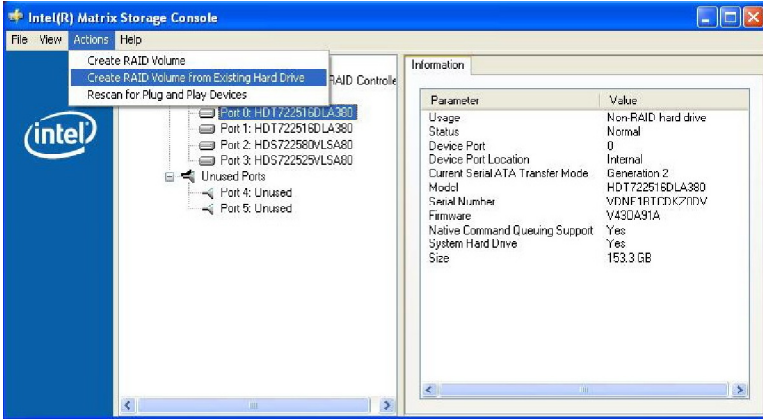 Intel(R) Matrix Storage Console
File View Actions Help
Create RAID Volume
Create RAID Volume from Existing Hard Drive
Rescan for Plug and Play Devices
RAID Controlle
Port 0: HDT722516DLA380
Port 1: HDT722516DLA380
Port 2: HDS722580VLSA80
Port 3: HDS722525VLSA80
Unused Ports
Port 4: Unused
Port 5: Unused
intel
Information
Parameter Value
Usage Non-RAID hard drive
Status Normal
Device Port 0
Device Port Location Internal
Current Serial ATA Transfer Mode Generation 2
Model HDT722516DLA380
Serial Number
Firmware V43OA91A
Native Command Queuing Support Yes
System Hard Drive Yes
Size 153.3 GB